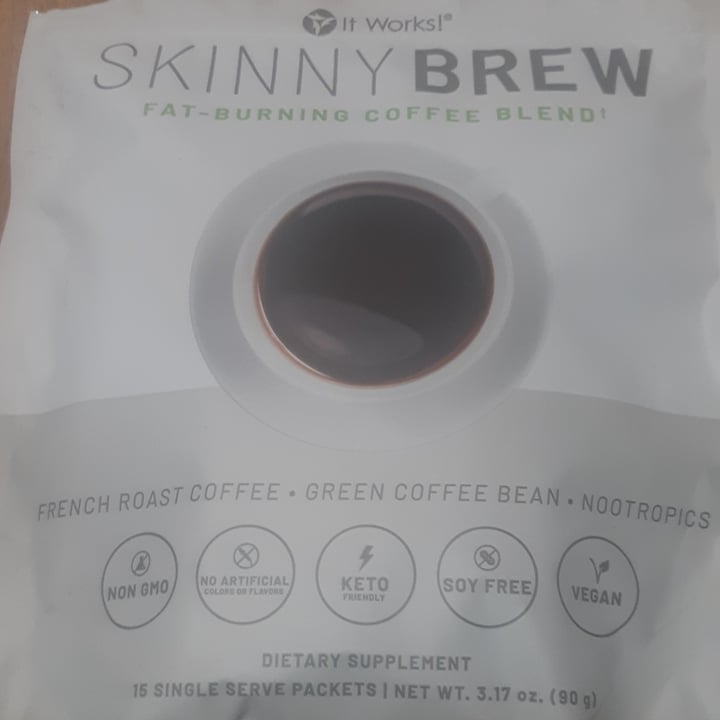 It Works!®
SKINNY BREW
FAT-BURNING COFFEE BLEND†
FRENCH ROAST COFFEE • GREEN COFFEE BEAN • NOOTROPICS
NON GMO
NO ARTIFICIAL
COLORS OR FLAVORS
KETO
FRIENDLY
SOY FREE
VEGAN
DIETARY SUPPLEMENT
15 SINGLE SERVE PACKETS | NET WT. 3.17 oz. (90 g)